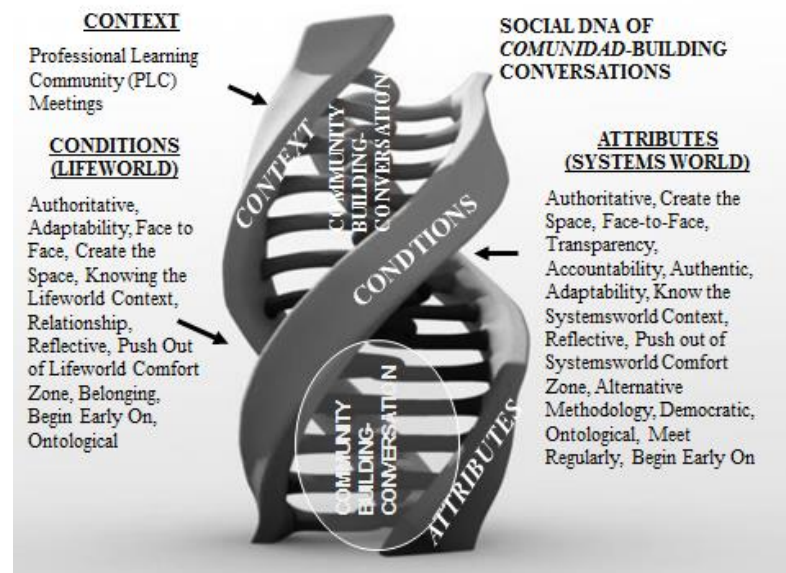 CONTEXT
Professional Learning
Community (PLC)
Meetings
CONDITIONS
(LIFEWORLD)
Authoritative,
Adaptability, Face to
Face, Create the
Space, Knowing the
Lifeworld Context,
Relationship,
Reflective, Push Out
of Lifeworld Comfort
Zone, Belonging,
Begin Early On,
Ontological
CONTEXT
COMMUNITY
BUILDING-
CONVERSATION
CONDTIONS
COMMUNITY
BUILDING-
CONVERSATION
ATTRIBUTES
SOCIAL DNA OF
COMUNIDAD-BUILDING
CONVERSATIONS
ATTRIBUTES
(SYSTEMS WORLD)
Authoritative, Create the
Space, Face-to-Face,
Transparency,
Accountability, Authentic,
Adaptability, Know the
Systemsworld Context,
Reflective, Push out of
Systemsworld Comfort
Zone, Alternative
Methodology, Democratic,
Ontological, Meet
Regularly, Begin Early On